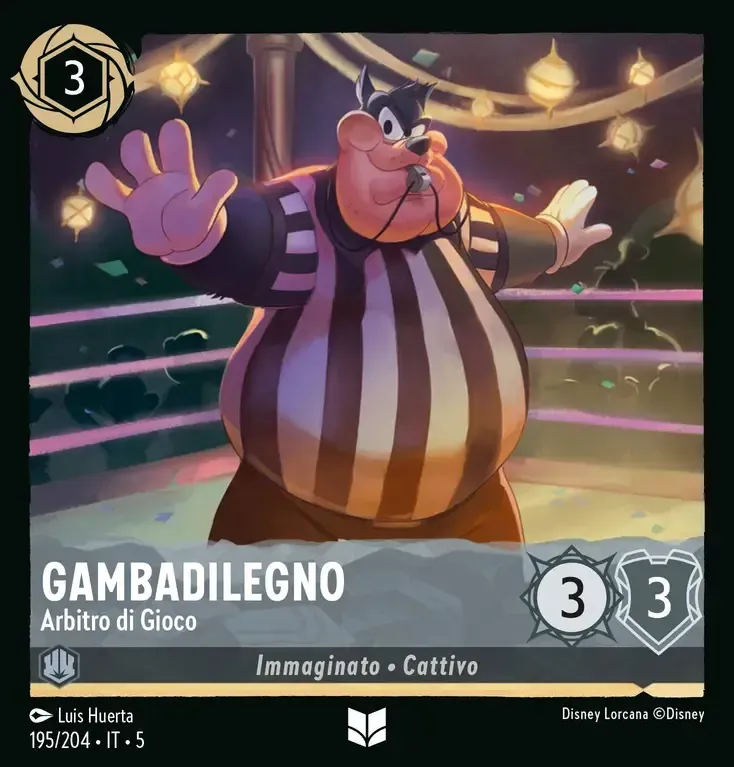 3
GAMBADILEGNO
Arbitro di Gioco
3
3
Immaginato • Cattivo
Luis Huerta
Disney Lorcana ©Disney
195/204 • IT • 5